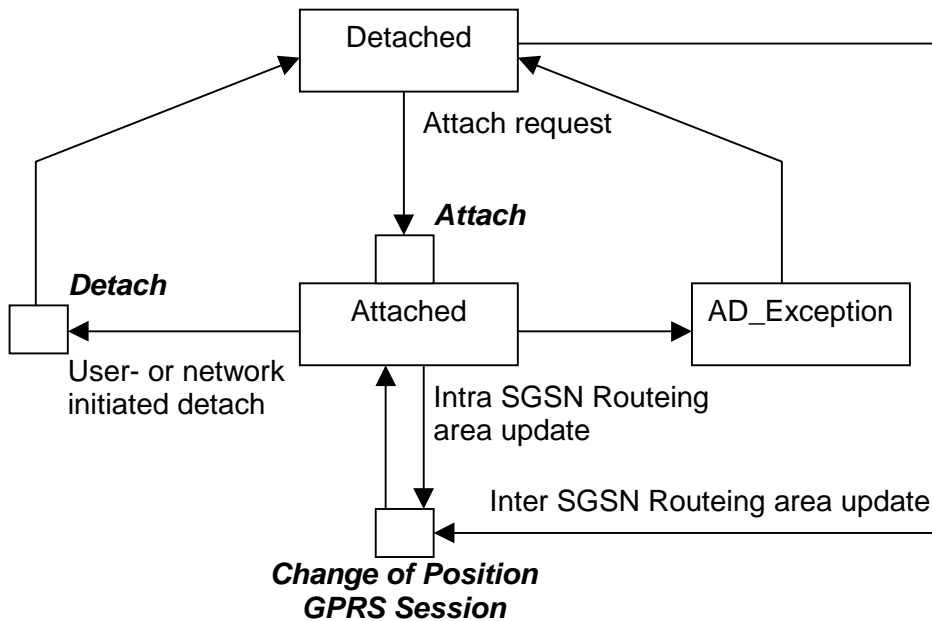 Detached
Attach request
Attach
Detach
Attached
AD_Exception
User- or network
initiated detach
Intra SGSN Routeing
area update
Inter SGSN Routeing area update
Change of Position
GPRS Session